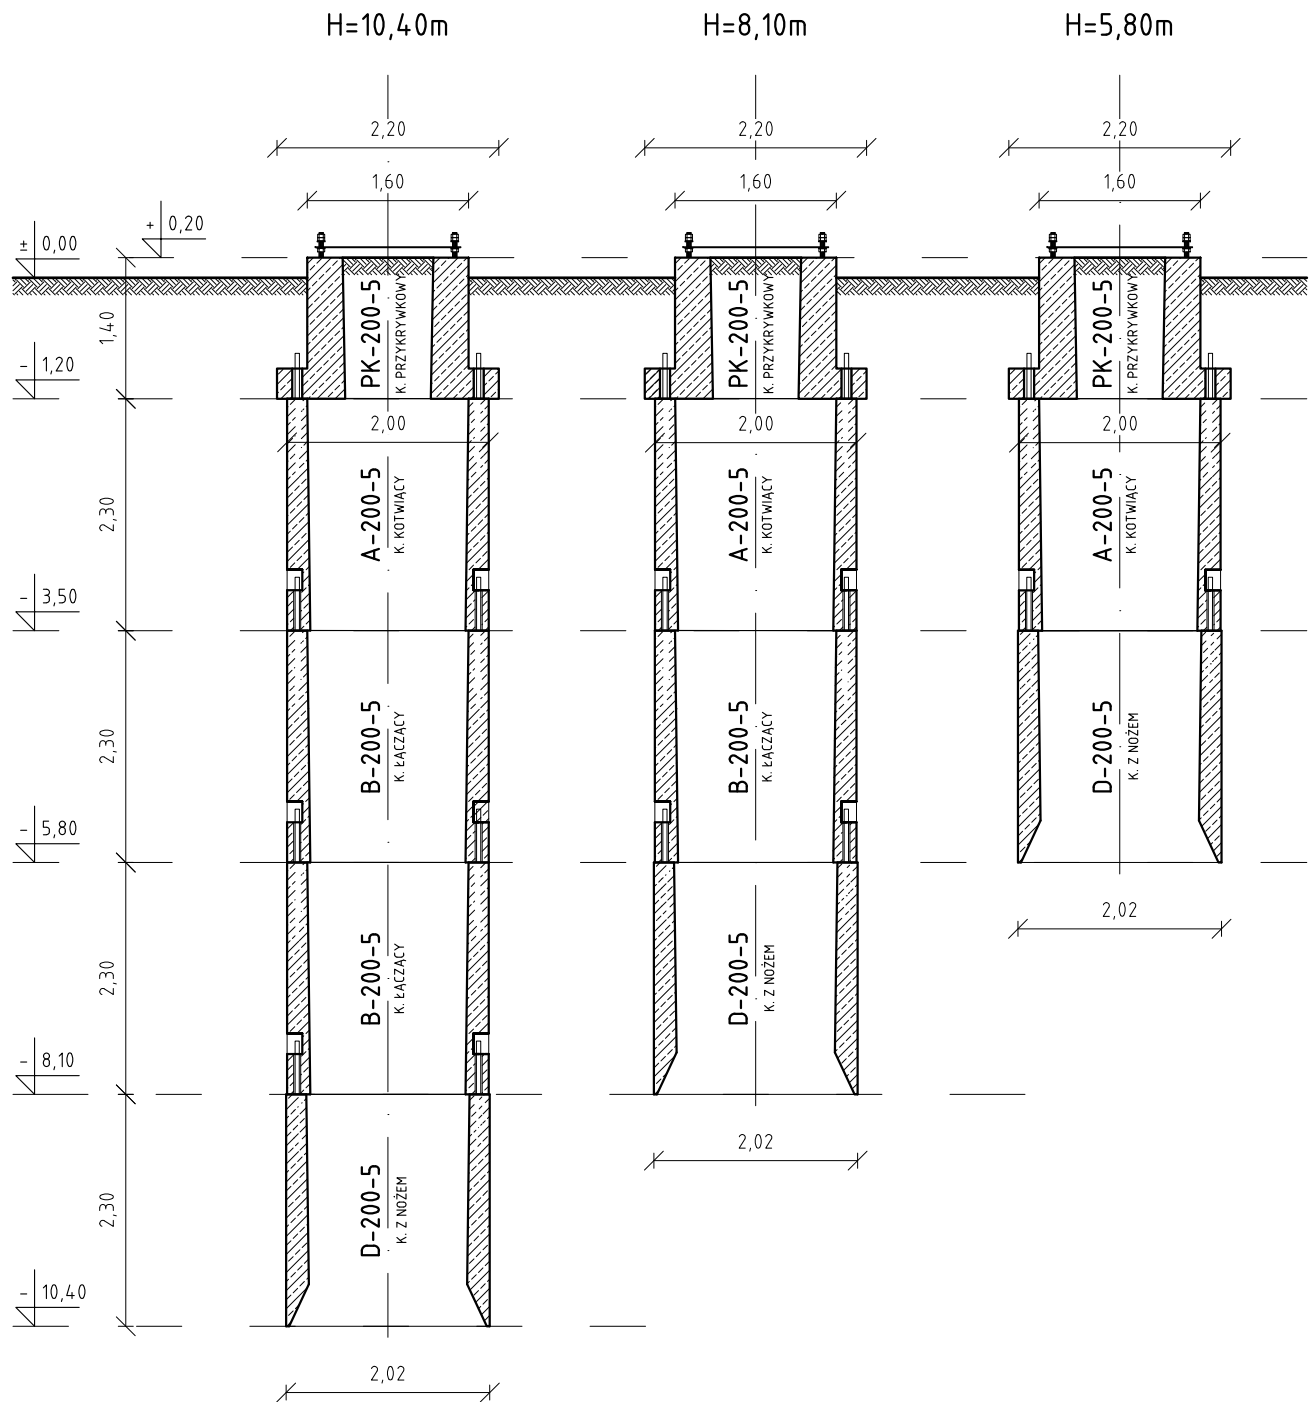 H=10,40m
H=8,10m
H=5,80m
2,20
2,20
2,20
1,60
1,60
1,60
+ 0,20
± 0,00
1,40
PK-200-5
K. PRZYKRYWKOWY
PK-200-5
K. PRZYKRYWKOWY
PK-200-5
K. PRZYKRYWKOWY
- 1,20
2,00
2,00
2,00
2,30
A-200-5
K. KOTWIĄCY
A-200-5
K. KOTWIĄCY
A-200-5
K. KOTWIĄCY
- 3,50
2,30
B-200-5
K. ŁĄCZĄCY
B-200-5
K. ŁĄCZĄCY
D-200-5
K. Z NOŻEM
- 5,80
2,02
2,30
B-200-5
K. ŁĄCZĄCY
D-200-5
K. Z NOŻEM
- 8,10
2,02
2,30
D-200-5
K. Z NOŻEM
- 10,40
2,02